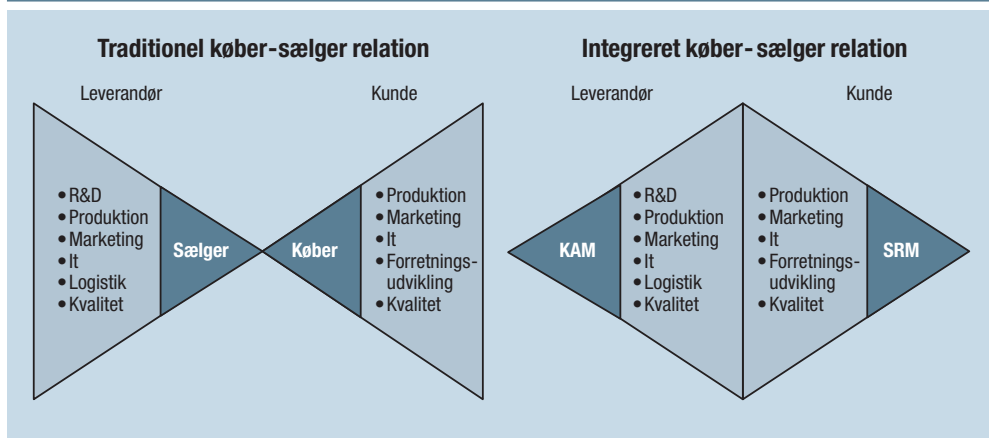 Traditionel køber-sælger relation
Leverandør
Kunde
• R&D
• Produktion
• Marketing
• It
• Logistik
• Kvalitet
Sælger
Køber
• Produktion
• Marketing
• It
• Forretnings-
udvikling
• Kvalitet
Integreret køber-sælger relation
Leverandør
Kunde
KAM
• R&D
• Produktion
• Marketing
• It
• Logistik
• Kvalitet
• Produktion
• Marketing
• It
• Forretnings-
udvikling
• Kvalitet
SRM